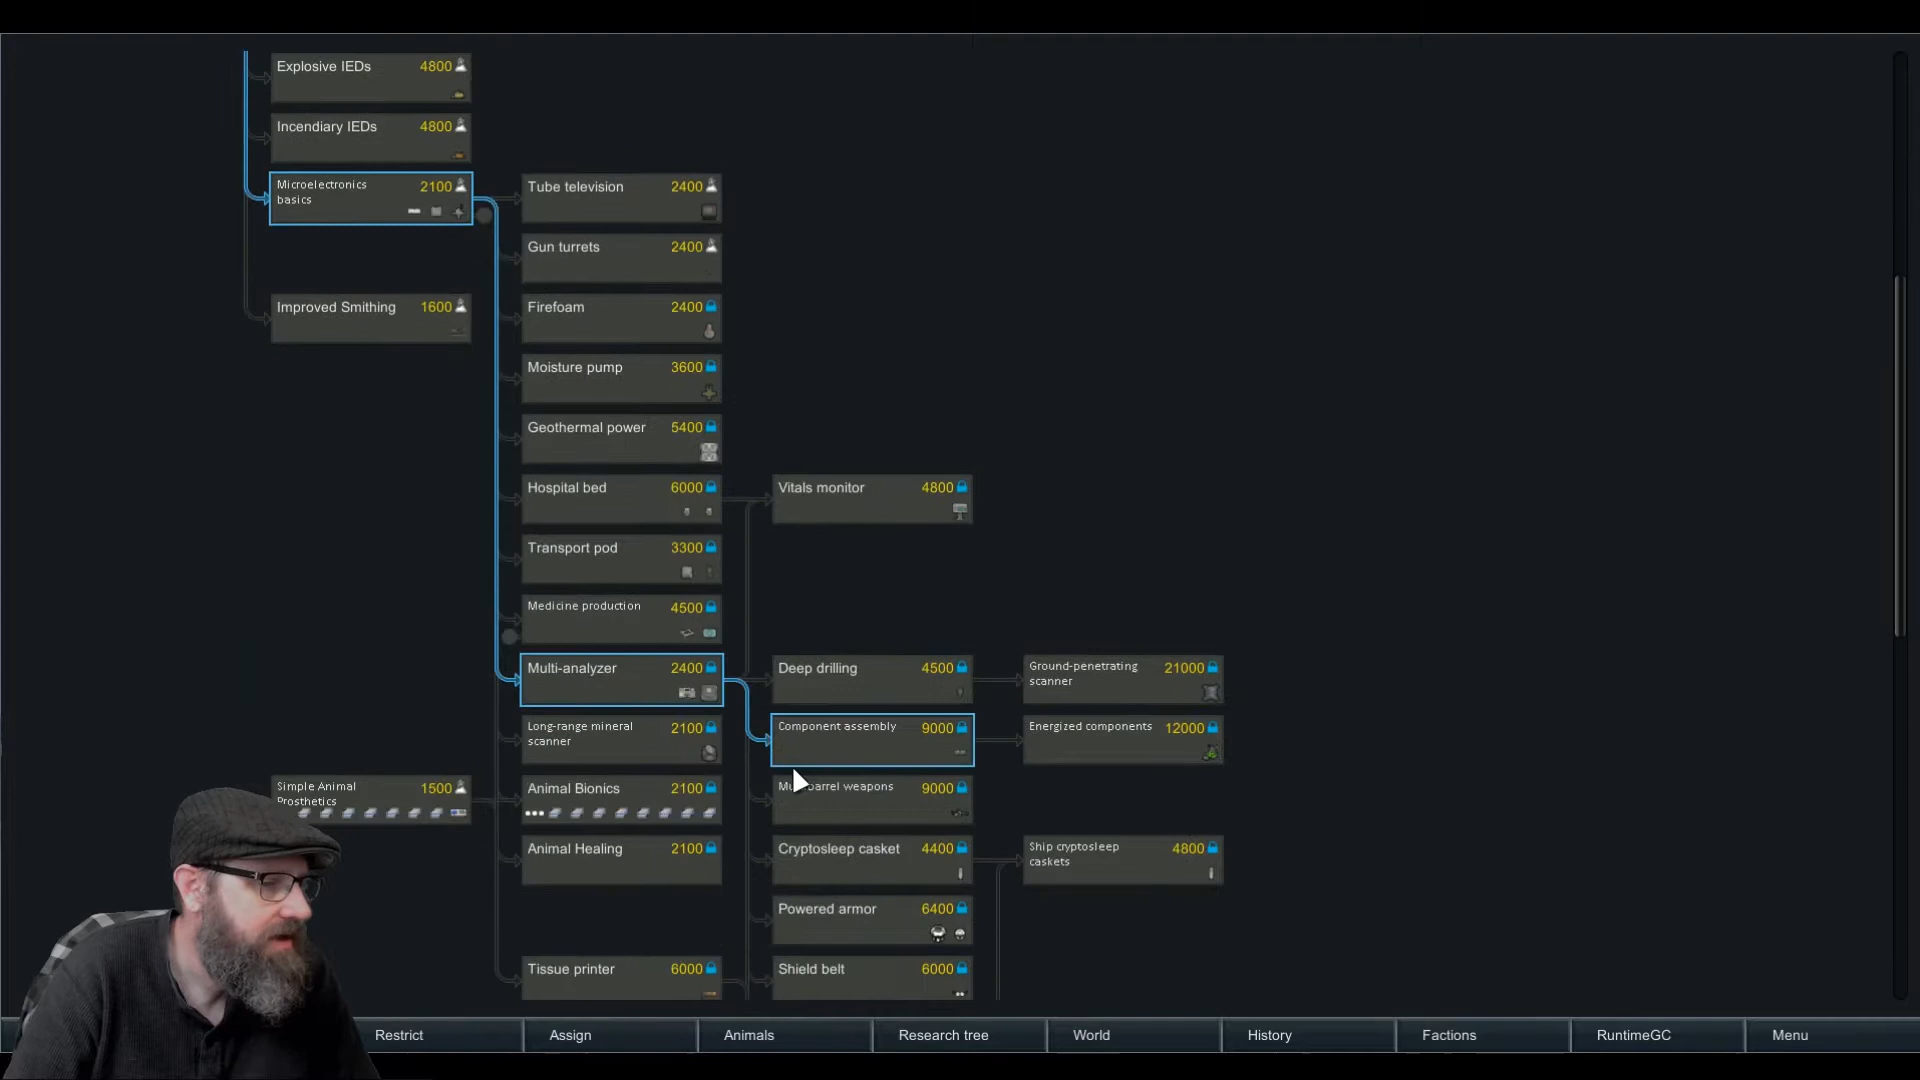 Explosive IEDs 4800
Incendiary IEDs 4800
Microelectronics basics 2100
Tube television 2400
Gun turrets 2400
Firefoam 2400
Improved Smithing 1600
Moisture pump 3600
Geothermal power 5400
Hospital bed 6000
Vitals monitor 4800
Transport pod 3300
Medicine production 4500
Multi-analyzer 2400
Deep drilling 4500
Ground-penetrating scanner 21000
Long-range mineral scanner 2100
Component assembly 9000
Energized components 12000
Simple Animal Prosthetics 1500
Animal Bionics 2100
barrel weapons 9000
Animal Healing 2100
Cryptosleep casket 4400
Ship cryptosleep caskets 4800
Powered armor 6400
Tissue printer 6000
Shield belt 6000
Restrict
Assign
Animals
Research tree
World
History
Factions
RuntimeGC
Menu